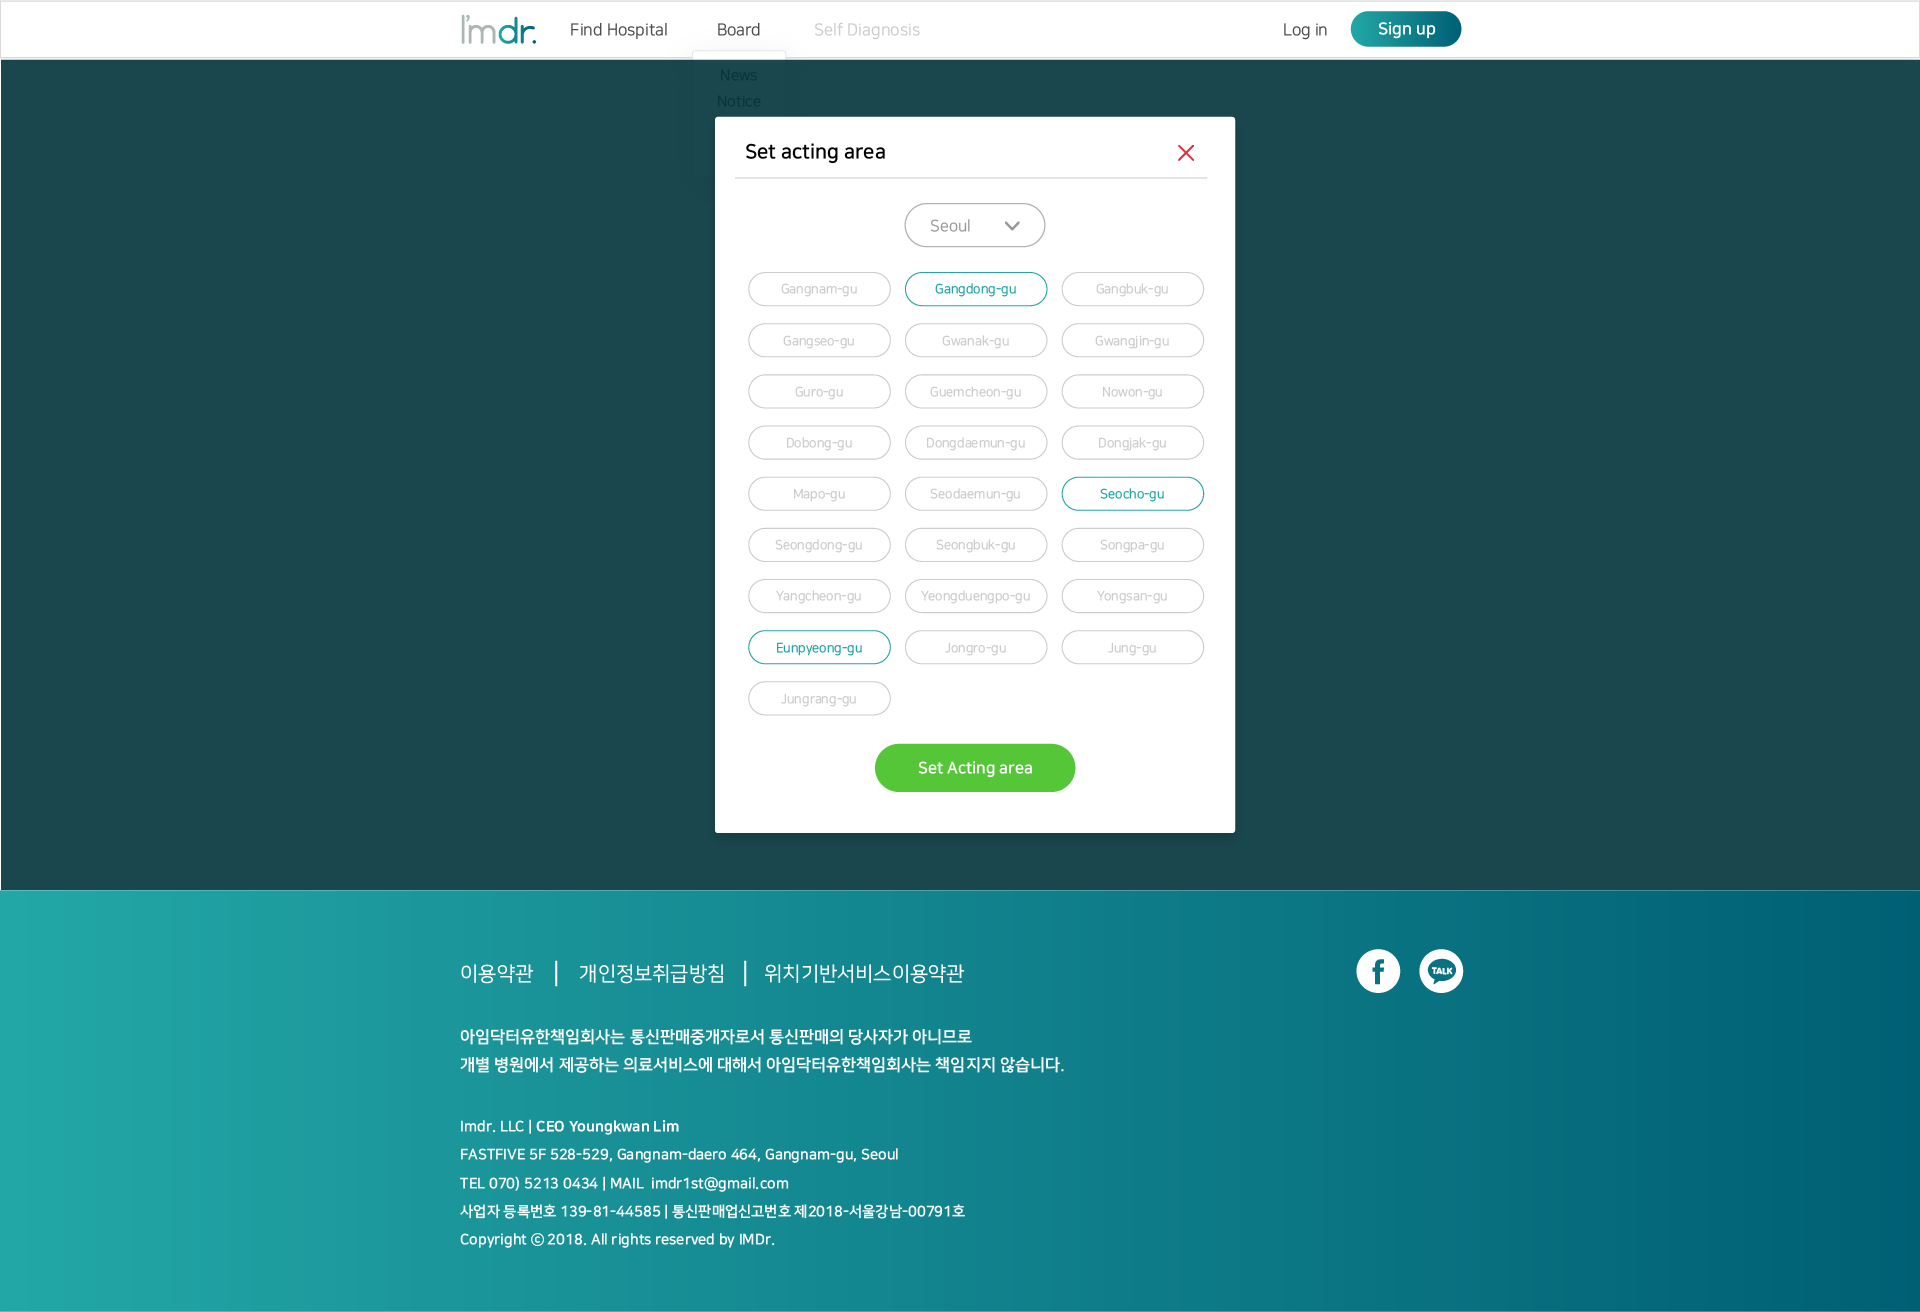 I'mdr.
Find Hospital
Board
Self Diagnosis
Log in
Sign up
News
Notice
Set acting area
Seoul
Gangnam-gu
Gangdong-gu
Gangbuk-gu
Gangseo-gu
Gwanak-gu
Gwangjin-gu
Guro-gu
Guemcheon-gu
Nowon-gu
Dobong-gu
Dongdaemun-gu
Dongjak-gu
Mapo-gu
Seodaemun-gu
Seocho-gu
Seongdong-gu
Seongbuk-gu
Songpa-gu
Yangcheon-gu
Yeongduengpo-gu
Yongsan-gu
Eunpyeong-gu
Jongro-gu
Jung-gu
Jungrang-gu
Set Acting area
이용약관 | 개인정보취급방침 | 위치기반서비스이용약관
f
TALK
아임닥터유한책임회사는 통신판매중개자로서 통신판매의 당사자가 아니므로
개별 병원에서 제공하는 의료서비스에 대해서 아임닥터유한책임회사는 책임지지 않습니다.
Imdr. LLC | CEO Youngkwan Lim
FASTFIVE 5F 528-529, Gangnam-daero 464, Gangnam-gu, Seoul
TEL 070) 5213 0434 | MAIL imdr1st@gmail.com
사업자 등록번호 139-81-44585 | 통신판매업신고번호 제2018-서울강남-00791호
Copyright ⓒ 2018. All rights reserved by IMDr.